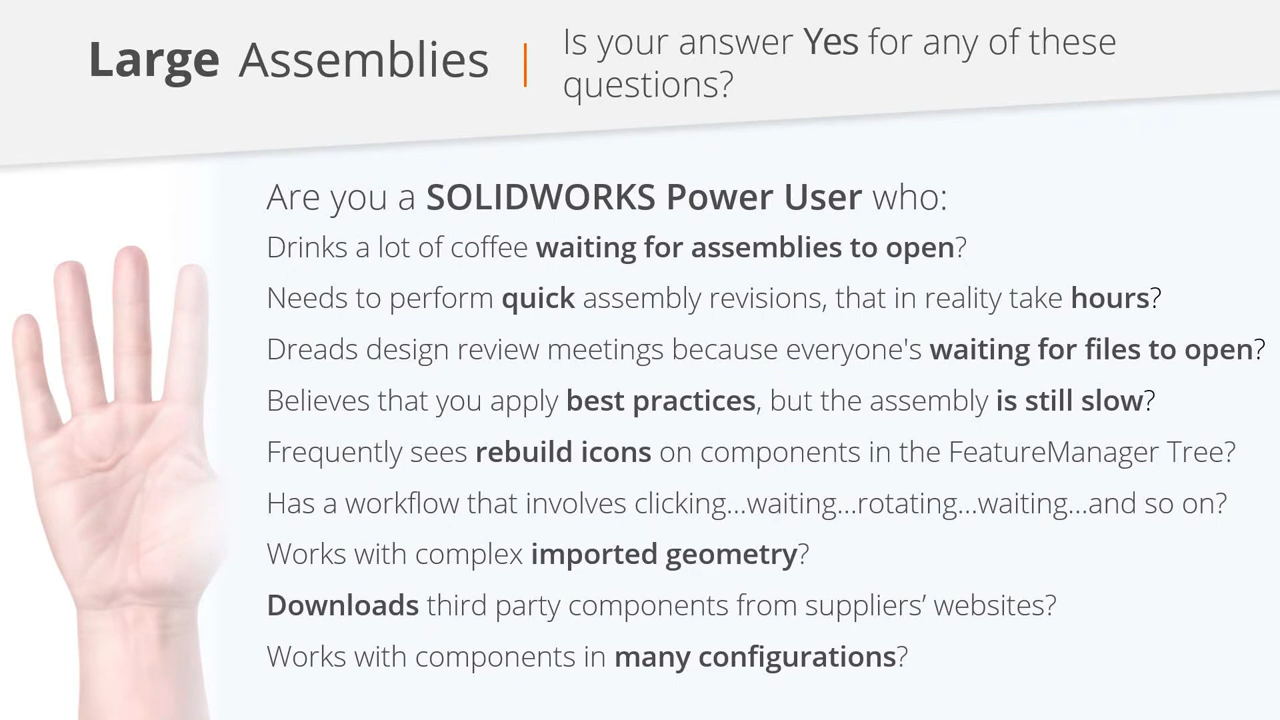 Large Assemblies
Is your answer Yes for any of these
questions?
Are you a SOLIDWORKS Power User who:
Drinks a lot of coffee waiting for assemblies to open?
Needs to perform quick assembly revisions, that in reality take hours?
Dreads design review meetings because everyone's waiting for files to open?
Believes that you apply best practices, but the assembly is still slow?
Frequently sees rebuild icons on components in the FeatureManager Tree?
Has a workflow that involves clicking...waiting...rotating...waiting...and so on?
Works with complex imported geometry?
Downloads third party components from suppliers’ websites?
Works with components in many configurations?